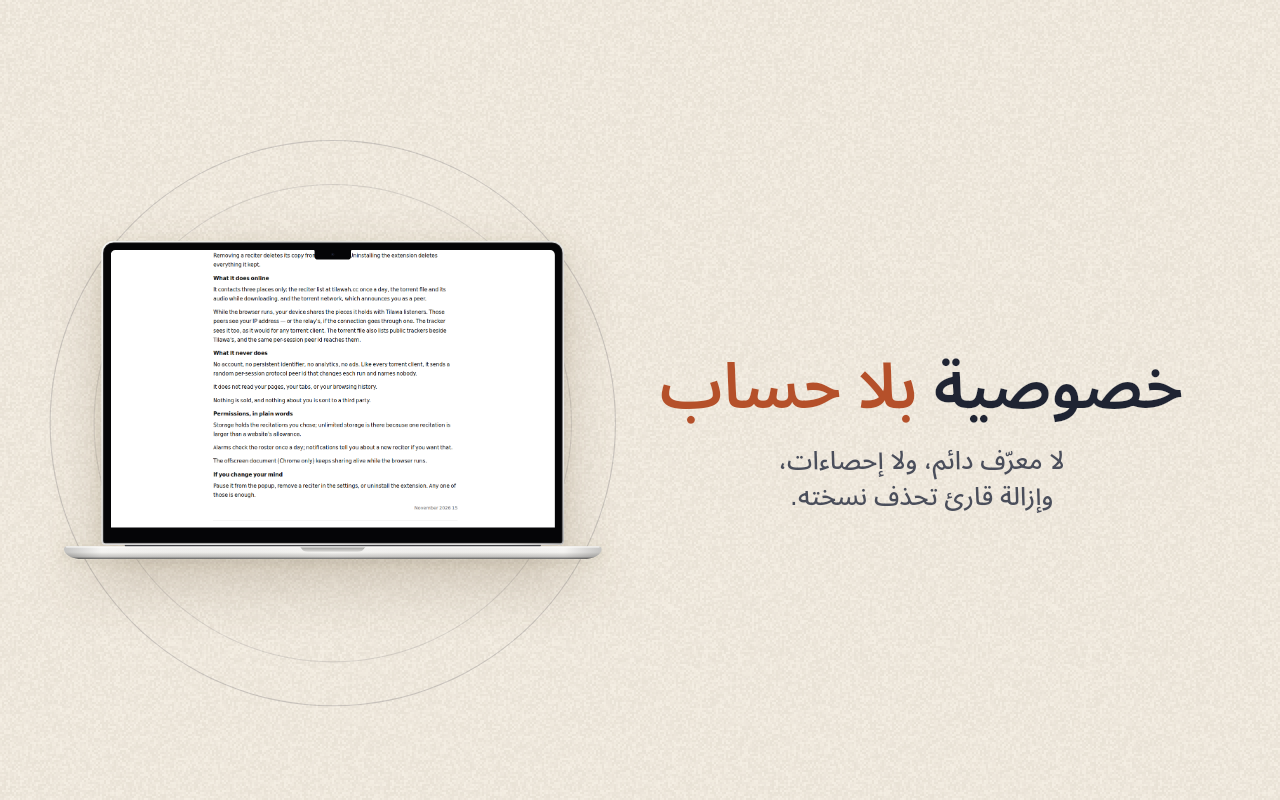 خصوصية بلا حساب
لا معرّف دائم، ولا إحصاءات،
وإزالة قارئ تحذف نسخته.
Removing a reciter deletes its copy from Uninstalling the extension deletes
everything it kept.
What it does online
It contacts three places only: the reciter list at tilawah.cc once a day, the torrent file and its
audio while downloading, and the torrent network, which announces you as a peer.
While the browser runs, your device shares the pieces it holds with Tilawa listeners. Those
peers see your IP address — or the relay's, if the connection goes through one. The tracker
sees it too, as it would for any torrent client. The torrent file also lists public trackers beside
Tilawa's, and the same per-session peer id reaches them.
What it never does
No account, no persistent identifier, no analytics, no ads. Like every torrent client, it sends a
random per-session protocol peer id that changes each run and names nobody.
It does not read your pages, your tabs, or your browsing history.
Nothing is sold, and nothing about you is sent to a third party.
Permissions, in plain words
Storage holds the recitations you chose; unlimited storage is there because one recitation is
larger than a website's allowance.
Alarms check the roster once a day; notifications tell you about a new recitor if you want that.
The offscreen document (Chrome only) keeps sharing alive while the browser runs.
If you change your mind
Pause it from the popup, remove a reciter in the settings, or uninstall the extension. Any one of
those is enough.
November 2026 15